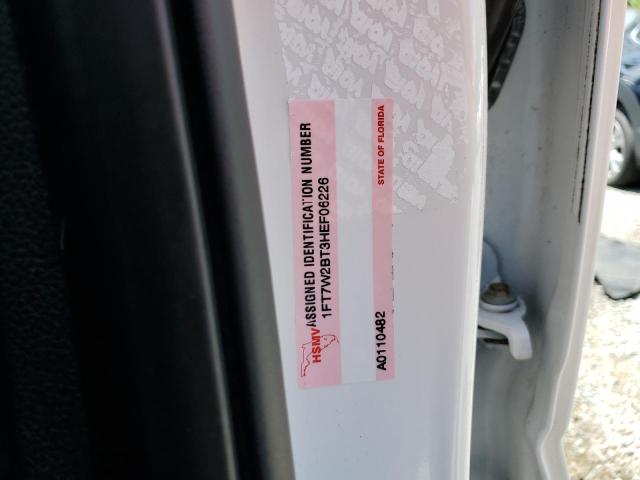 HSMV ASSIGNED IDENTIFICATION NUMBER
1FT7W2BT3HEF06226
A0110482 STATE OF FLORIDA